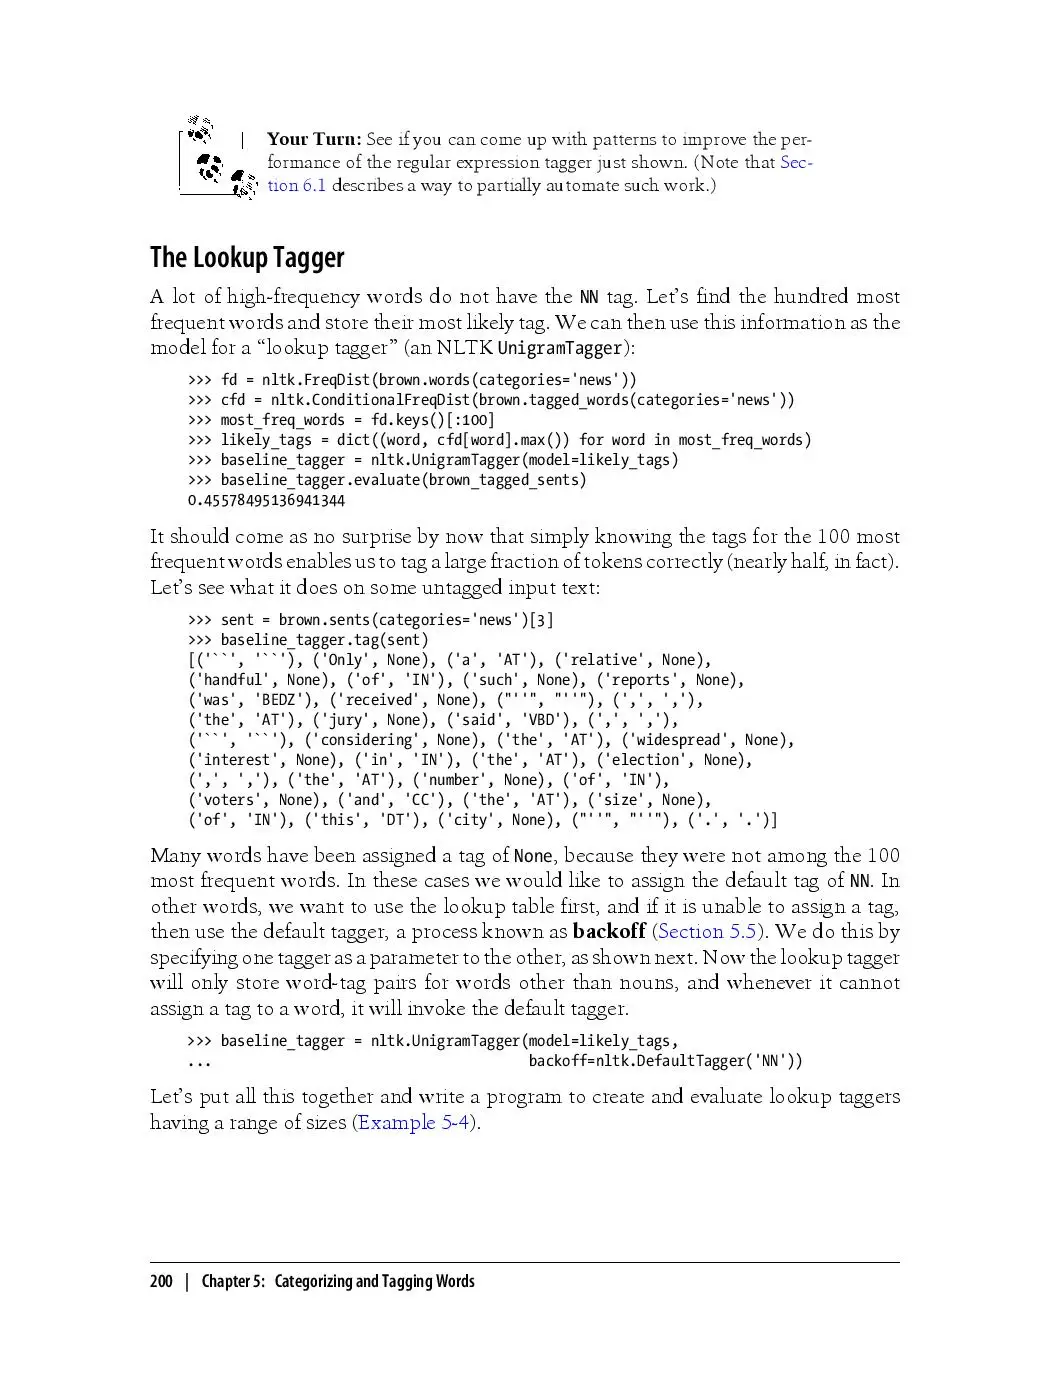 Your Turn: See if you can come up with patterns to improve the per-
formance of the regular expression tagger just shown. (Note that Sec-
tion 6.1 describes a way to partially automate such work.)
The Lookup Tagger
A lot of high-frequency words do not have the NN tag. Let’s find the hundred most
frequent words and store their most likely tag. We can then use this information as the
model for a “lookup tagger” (an NLTK UnigramTagger):
>>> fd = nltk.FreqDist(brown.words(categories='news'))
>>> cfd = nltk.ConditionalFreqDist(brown.tagged_words(categories='news'))
>>> most_freq_words = fd.keys()[:100]
>>> likely_tags = dict((word, cfd[word].max()) for word in most_freq_words)
>>> baseline_tagger = nltk.UnigramTagger(model=likely_tags)
>>> baseline_tagger.evaluate(brown_tagged_sents)
0.45578495136941344
It should come as no surprise by now that simply knowing the tags for the 100 most
frequent words enables us to tag a large fraction of tokens correctly (nearly half, in fact).
Let’s see what it does on some untagged input text:
>>> sent = brown.sents(categories='news')[3]
>>> baseline_tagger.tag(sent)
[('``', '``'), ('Only', None), ('a', 'AT'), ('relative', None),
('handful', None), ('of', 'IN'), ('such', None), ('reports', None),
('was', 'BEDZ'), ('received', None), ("''", "''"), (',', ','),
('the', 'AT'), ('jury', None), ('said', 'VBD'), (',', ','),
('``', '``'), ('considering', None), ('the', 'AT'), ('widespread', None),
('interest', None), ('in', 'IN'), ('the', 'AT'), ('election', None),
(',', ','), ('the', 'AT'), ('number', None), ('of', 'IN'),
('voters', None), ('and', 'CC'), ('the', 'AT'), ('size', None),
('of', 'IN'), ('this', 'DT'), ('city', None), ("''", "''"), ('.', '.')]
Many words have been assigned a tag of None, because they were not among the 100
most frequent words. In these cases we would like to assign the default tag of NN. In
other words, we want to use the lookup table first, and if it is unable to assign a tag,
then use the default tagger, a process known as backoff (Section 5.5). We do this by
specifying one tagger as a parameter to the other, as shown next. Now the lookup tagger
will only store word-tag pairs for words other than nouns, and whenever it cannot
assign a tag to a word, it will invoke the default tagger.
>>> baseline_tagger = nltk.UnigramTagger(model=likely_tags,
...                                      backoff=nltk.DefaultTagger('NN'))
Let’s put all this together and write a program to create and evaluate lookup taggers
having a range of sizes (Example 5-4).
200 | Chapter 5: Categorizing and Tagging Words